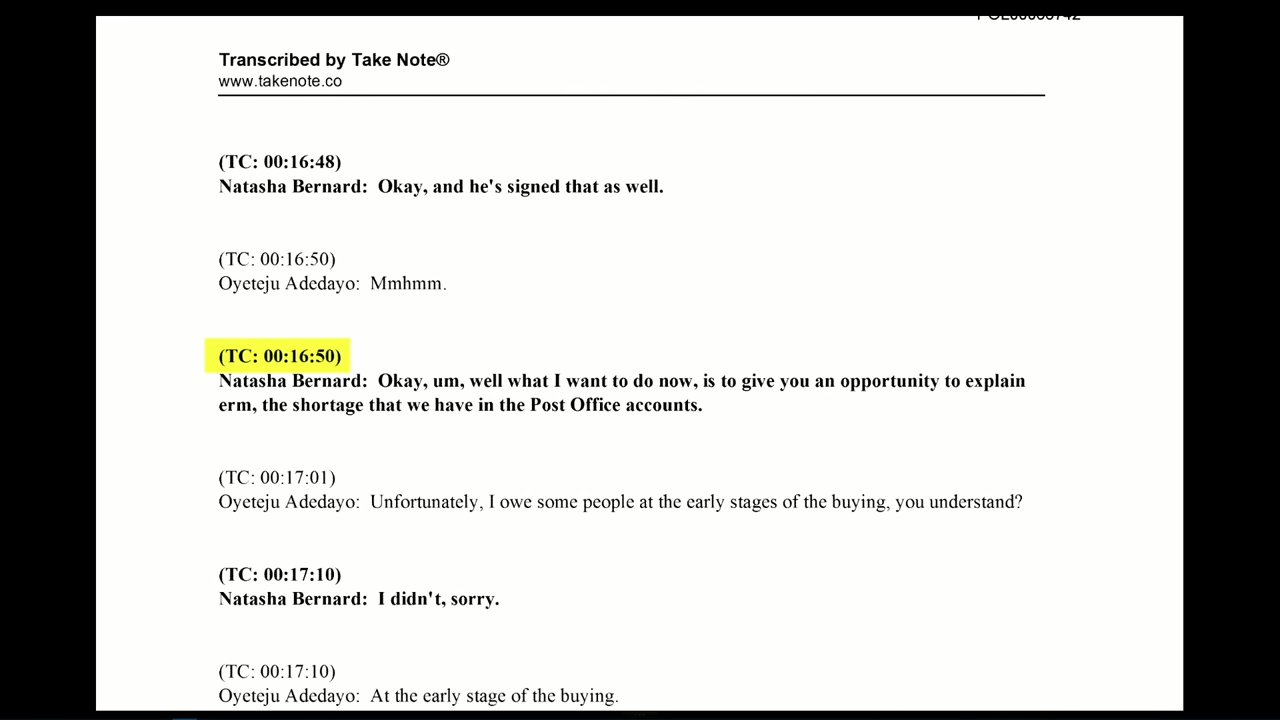 Transcribed by Take Note®
www.takenote.co
(TC: 00:16:48)
Natasha Bernard: Okay, and he's signed that as well.
(TC: 00:16:50)
Oyeteju Adedayo: Mmhmm.
(TC: 00:16:50)
Natasha Bernard: Okay, um, well what I want to do now, is to give you an opportunity to explain
erm, the shortage that we have in the Post Office accounts.
(TC: 00:17:01)
Oyeteju Adedayo: Unfortunately, I owe some people at the early stages of the buying, you understand?
(TC: 00:17:10)
Natasha Bernard: I didn't, sorry.
(TC: 00:17:10)
Oyeteju Adedayo: At the early stage of the buying.